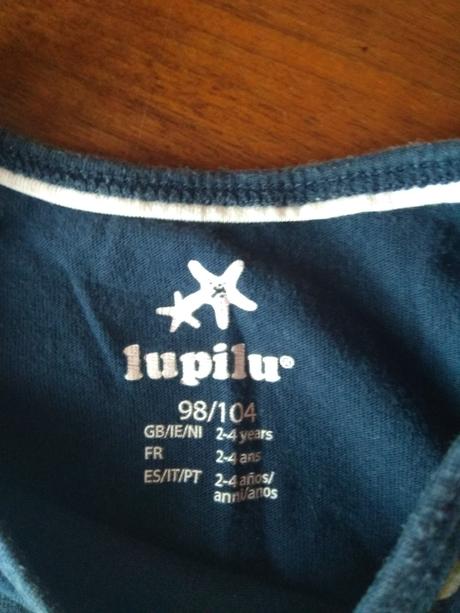 lupilu®
98/104
GB/IE/NI 2-4 years
FR 2-4 ans
ES/IT/PT 2-4 años/
anni/anos